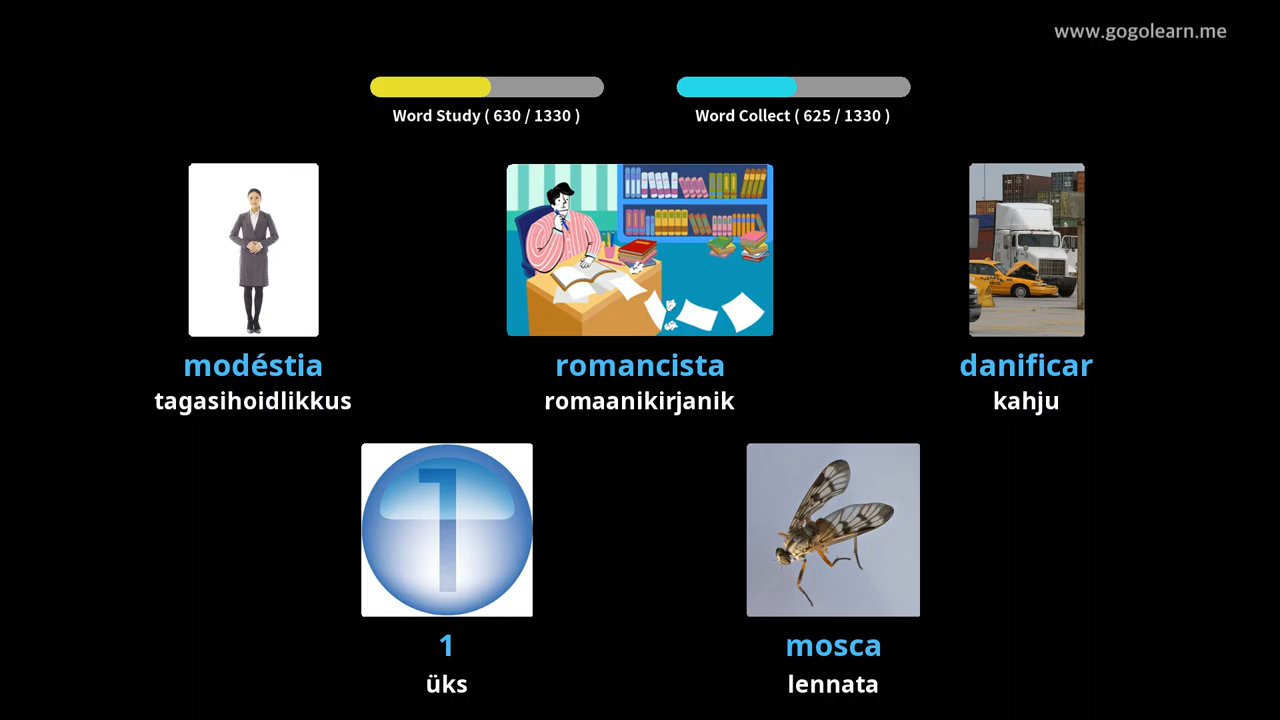 www.gogolearn.me
Word Study ( 630 / 1330 )
Word Collect ( 625 / 1330 )
modéstia
tagasihoidlikkus
romancista
romaanikirjanik
danificar
kahju
1
1
üks
mosca
lennata